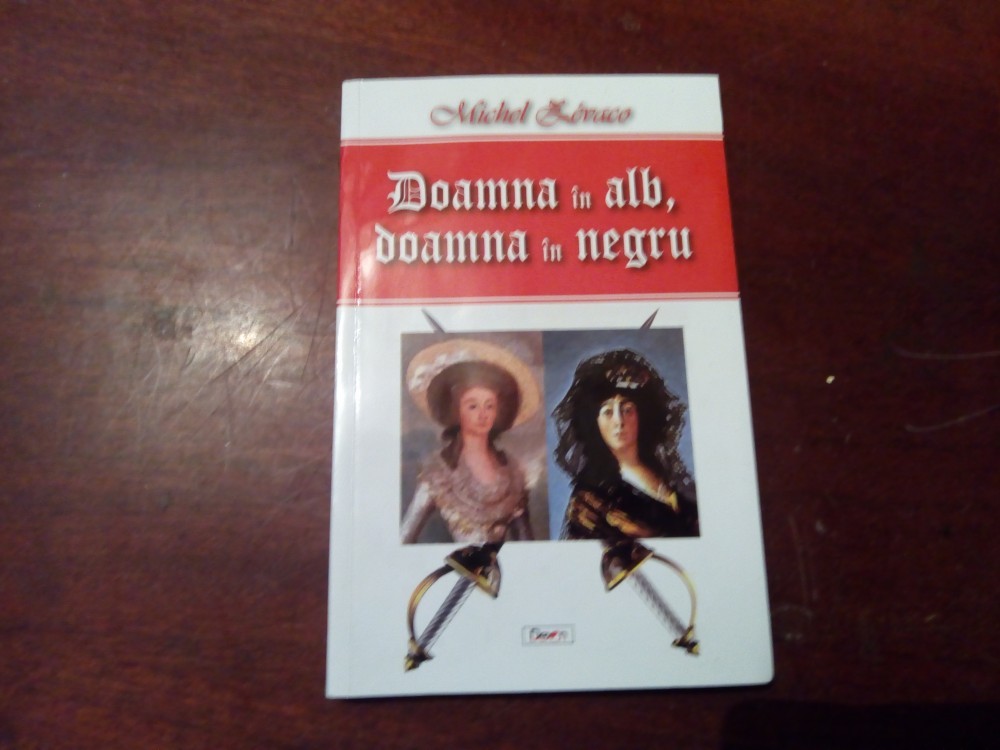 Michel Zévaco
Doamna în alb,
doamna în negru